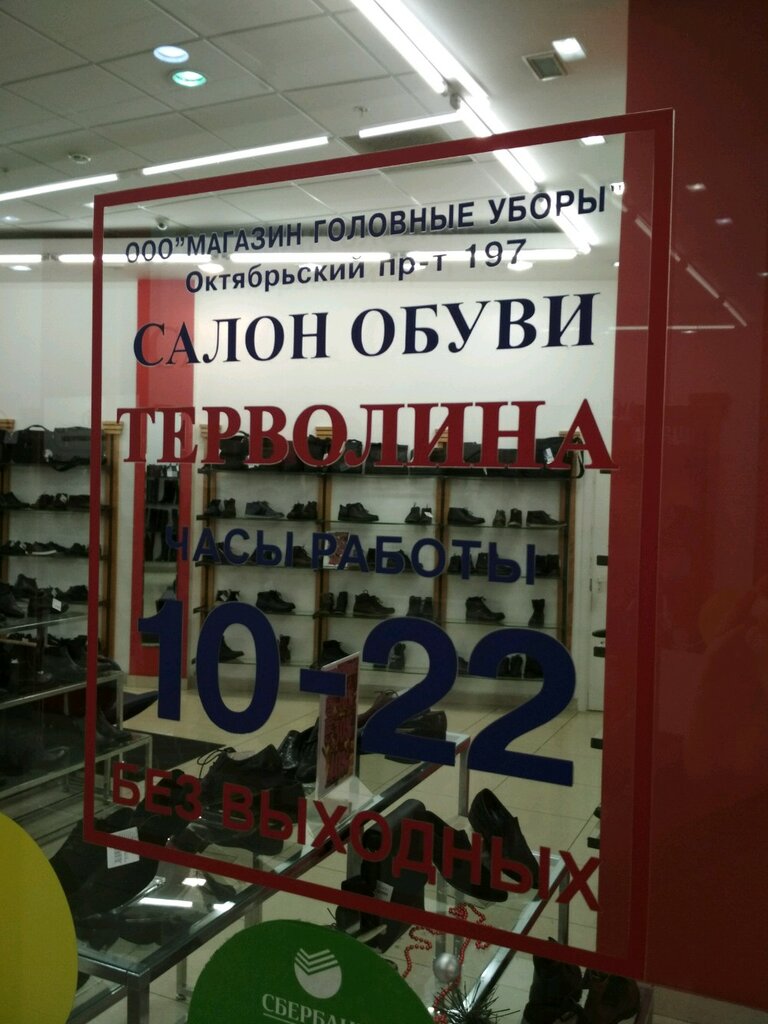 ООО"МАГАЗИН ГОЛОВНЫЕ УБОРЫ"
Октябрьский пр-т 197
САЛОН ОБУВИ
ТЕРВОЛИНА
ЧАСЫ РАБОТЫ
10-22
БЕЗ ВЫХОДНЫХ
СБЕРБАН